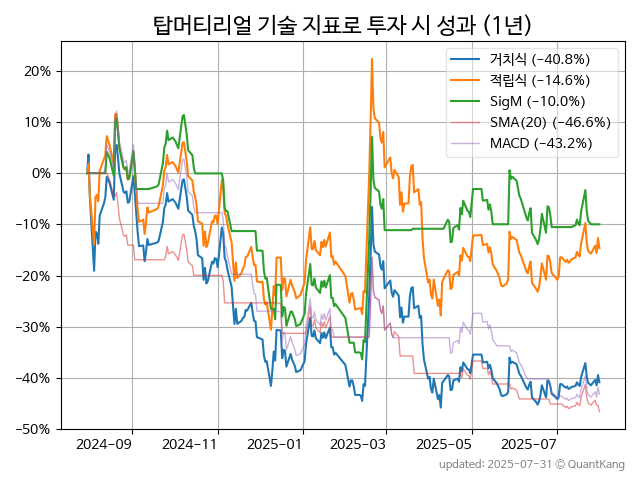 탑머티리얼 기술 지표로 투자 시 성과 (1년)
거치식 (−40.8%)
적립식 (−14.6%)
SigM (−10.0%)
SMA(20) (−46.6%)
MACD (−43.2%)
20%
10%
0%
−10%
−20%
−30%
−40%
−50%
2024-09
2024-11
2025-01
2025-03
2025-05
2025-07
updated: 2025-07-31 © QuantKang